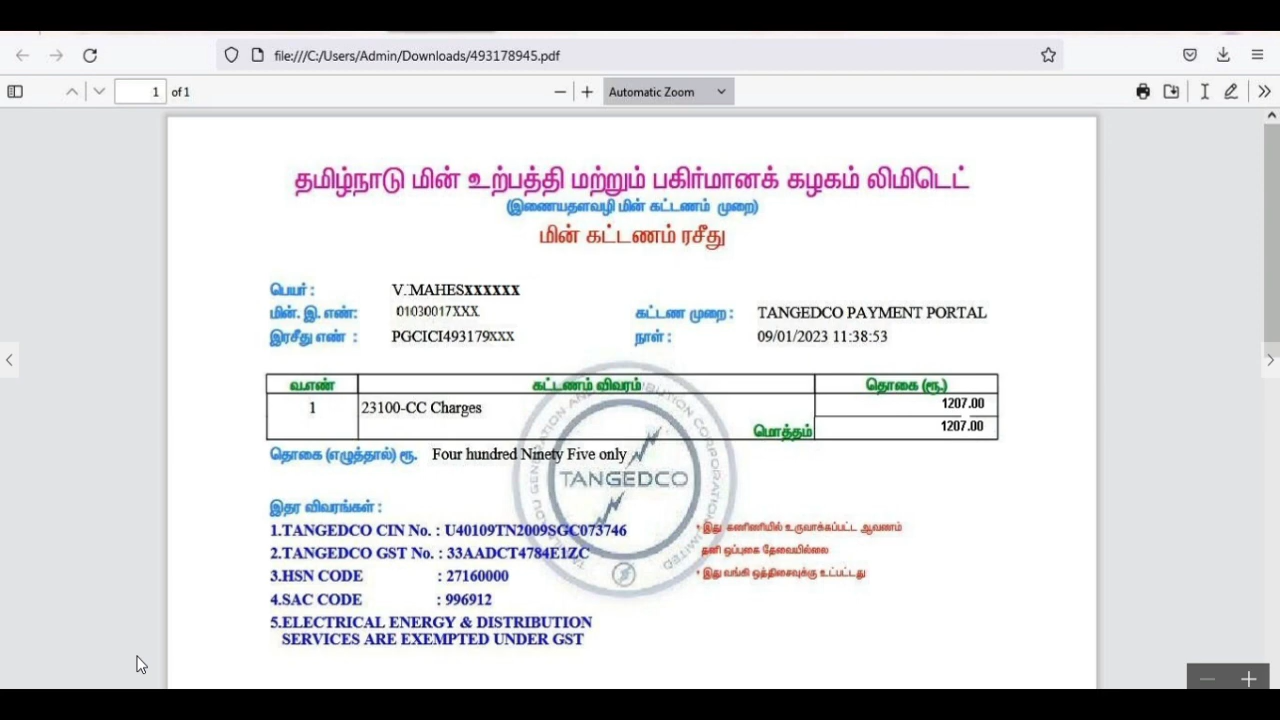 file:///C:/Users/Admin/Downloads/493178945.pdf
1 of 1
Automatic Zoom
தமிழ்நாடு மின் உற்பத்தி மற்றும் பகிர்மானக் கழகம் லிமிடெட்
(இணையதளவழி மின் கட்டணம் முறை)
மின் கட்டணம் ரசீது
பெயர் : V.MAHESXXXXXX
மின். இ. எண்: 01030017XXX கட்டண முறை : TANGEDCO PAYMENT PORTAL
இரசீது எண் : PGCICI493179XXX நாள் : 09/01/2023 11:38:53
வ.எண் கட்டணம் விவரம் தொகை (ரூ.)
1 23100-CC Charges 1207.00
மொத்தம் 1207.00
தொகை (எழுத்தால்) ரூ. Four hundred Ninety Five only
TANGEDCO
இதர விவரங்கள் :
1.TANGEDCO CIN No. : U40109TN2009SGC073746 * இது கணினியில் உருவாக்கப்பட்ட ஆவணம்
2.TANGEDCO GST No. : 33AADCT4784E1ZC தனி ஒப்புகை தேவையில்லை
3.HSN CODE : 27160000 * இது வங்கி ஒத்திசைவுக்கு உட்பட்டது
4.SAC CODE : 996912
5.ELECTRICAL ENERGY & DISTRIBUTION
SERVICES ARE EXEMPTED UNDER GST